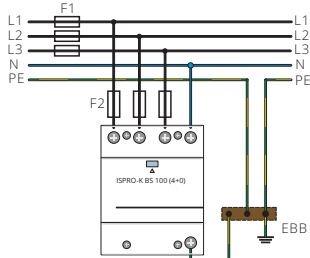 F1
L1 L1
L2 L2
L3 L3
N N
PE PE
F2
ISPRO-K BS 100 (4+0)
EBB